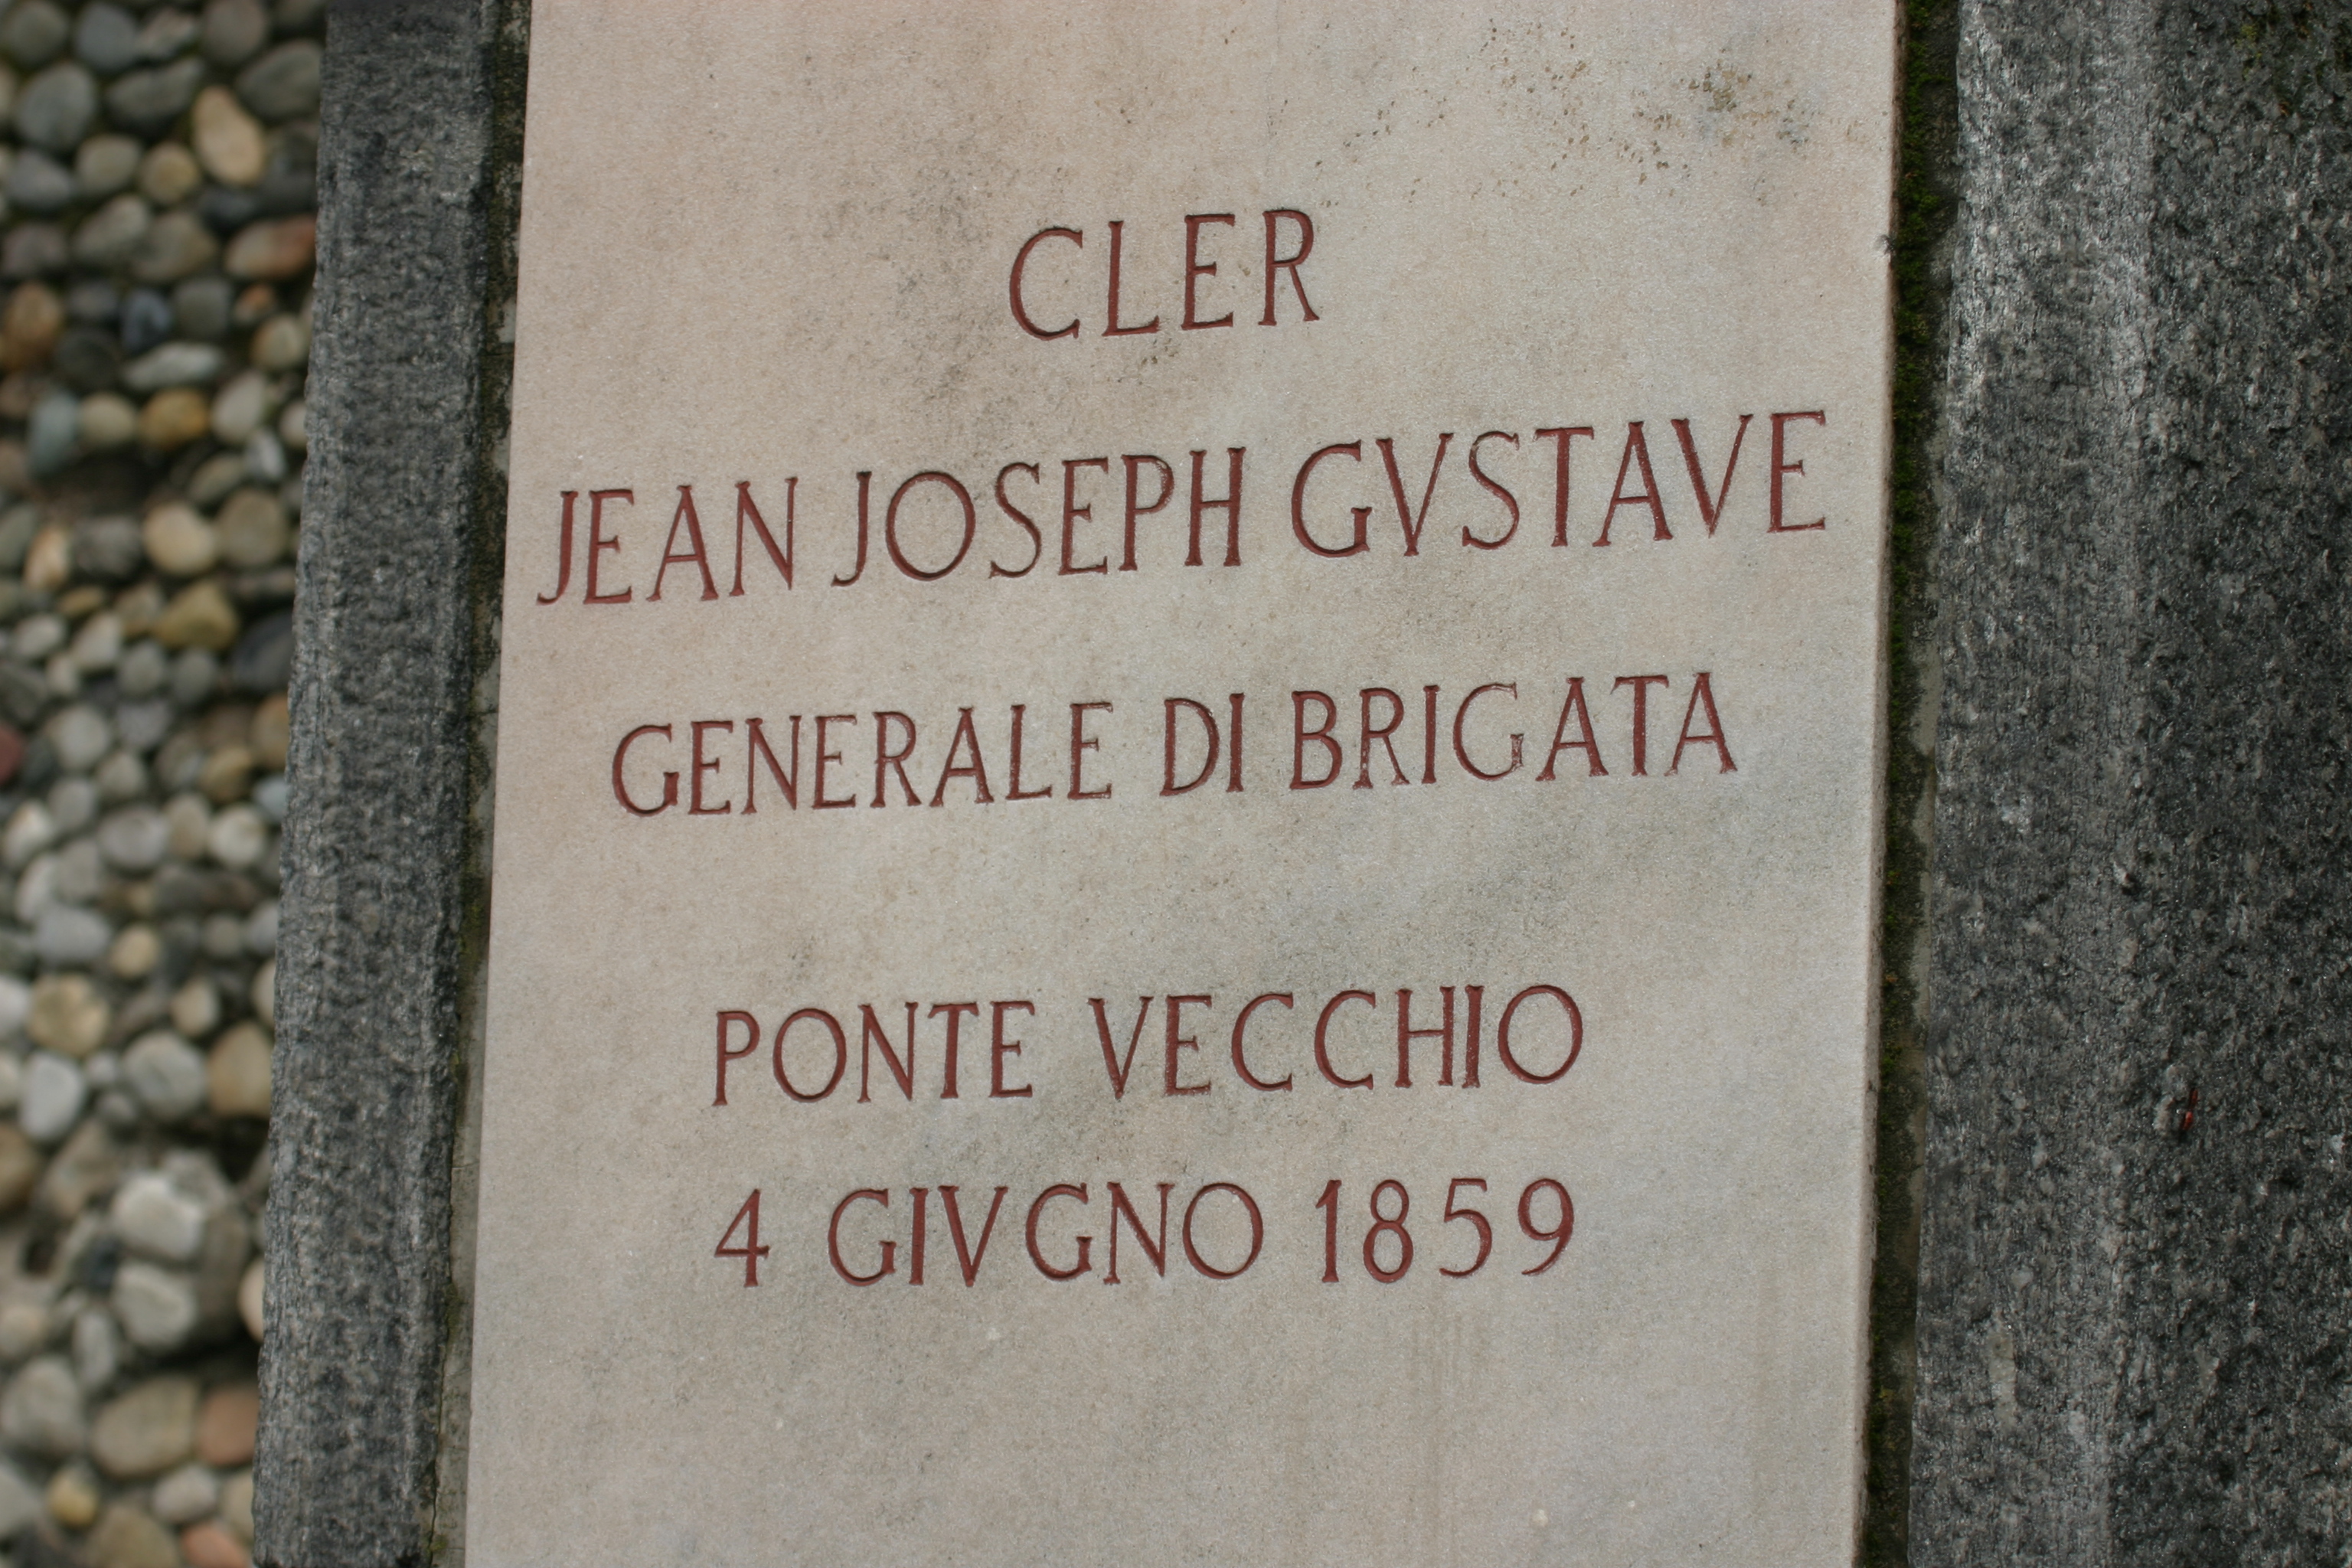 CLER
JEAN JOSEPH GVSTAVE
GENERALE DI BRIGATA
PONTE VECCHIO
4 GIVGNO 1859